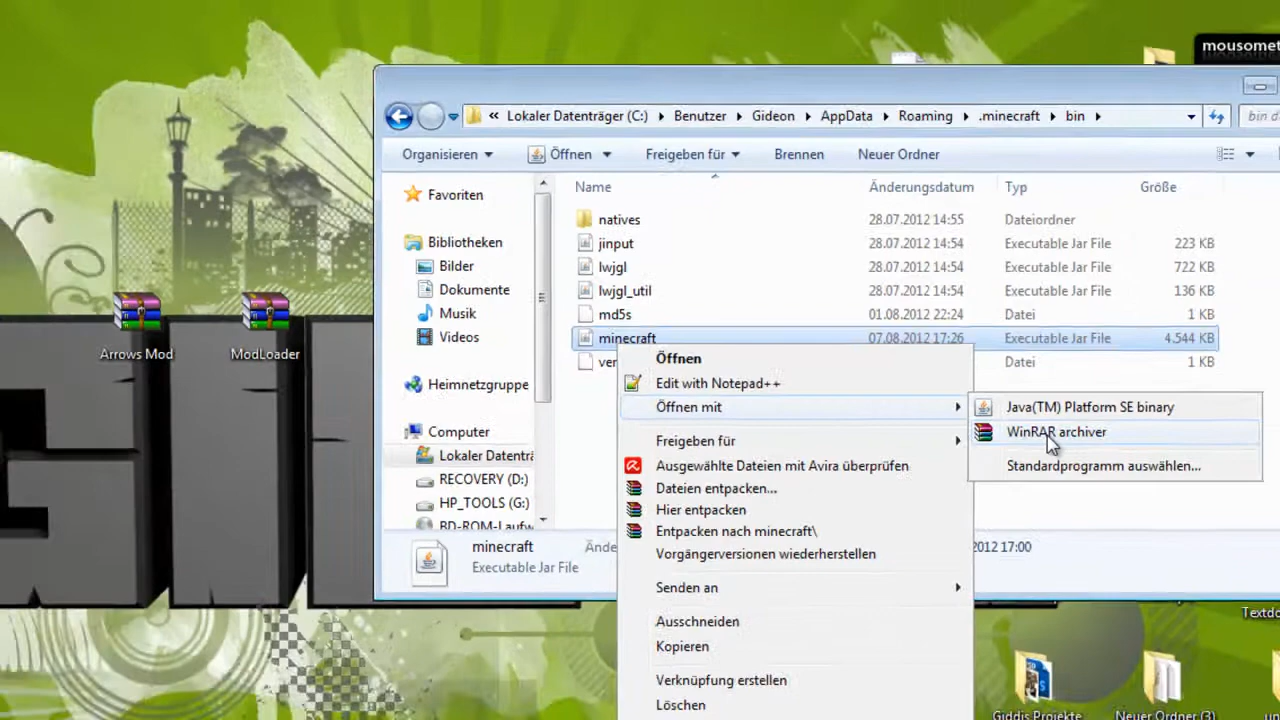 mousomet
« Lokaler Datenträger (C:) Benutzer Gideon AppData Roaming .minecraft bin
bin d
Organisieren Öffnen Freigeben für Brennen Neuer Ordner
Name Änderungsdatum Typ Größe
Favoriten
Bibliotheken
Bilder
Dokumente
Musik
Videos
Heimnetzgruppe
Computer
Lokaler Datenträ
RECOVERY (D:)
HP_TOOLS (G:)
BD-ROM-Laufw
natives 28.07.2012 14:55 Dateiordner
jinput 28.07.2012 14:54 Executable Jar File 223 KB
lwjgl 28.07.2012 14:54 Executable Jar File 722 KB
lwjgl_util 28.07.2012 14:54 Executable Jar File 136 KB
md5s 01.08.2012 22:24 Datei 1 KB
minecraft 07.08.2012 17:26 Executable Jar File 4.544 KB
ver Datei 1 KB
Arrows Mod
ModLoader
Öffnen
Edit with Notepad++
Öffnen mit
Freigeben für
Ausgewählte Dateien mit Avira überprüfen
Dateien entpacken...
Hier entpacken
Entpacken nach minecraft\
Vorgängerversionen wiederherstellen
Senden an
Ausschneiden
Kopieren
Verknüpfung erstellen
Löschen
Java(TM) Platform SE binary
WinRAR archiver
Standardprogramm auswählen...
minecraft Ände 2012 17:00
Executable Jar File
Textdo
Giddis Projekte
Neuer Ordner (3)
un